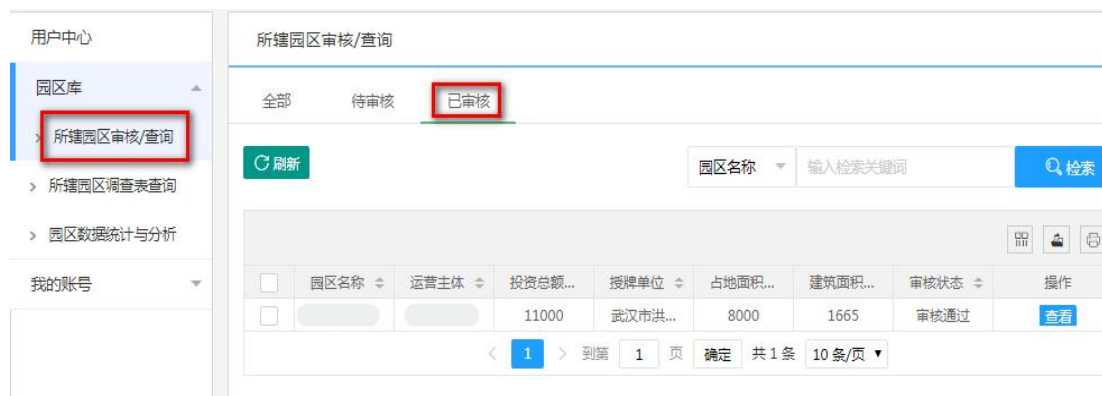 用户中心
所辖园区审核/查询
园区库
全部 待审核 已审核
所辖园区审核/查询
刷新 园区名称 输入检索关键词 检索
所辖园区调查表查询
园区数据统计与分析
我的账号
园区名称 运营主体 投资总额... 授牌单位 占地面积... 建筑面积... 审核状态 操作
11000 武汉市洪... 8000 1665 审核通过 查看
1 到第 1 页 确定 共 1 条 10 条/页